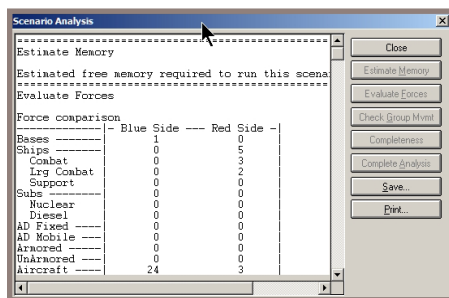 Scenario Analysis
================================================
Estimate Memory
Estimated free memory required to run this scena
================================================
Evaluate Forces
Force comparison
--------------|- Blue Side --- Red Side -|
Bases -------| 1 0
Ships -------| 0 5
Combat | 0 3
Lrg Combat | 0 2
Support | 0 0
Subs --------| 0 0
Nuclear | 0 0
Diesel | 0 0
AD Fixed ----| 0 0
AD Mobile ---| 0 0
Armored -----| 0 0
UnArmored ---| 0 0
Aircraft ----| 24 3
Close
Estimate Memory
Evaluate Forces
Check Group Mvmt
Completeness
Complete Analysis
Save...
Print...